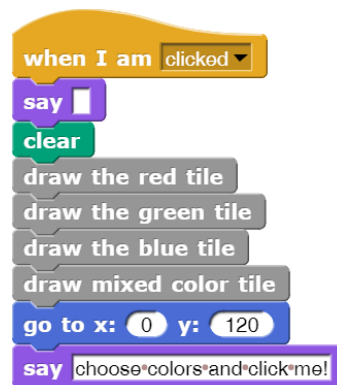 when I am clicked
say
clear
draw the red tile
draw the green tile
draw the blue tile
draw mixed color tile
go to x: 0 y: 120
say choose•colors•and•click•me!